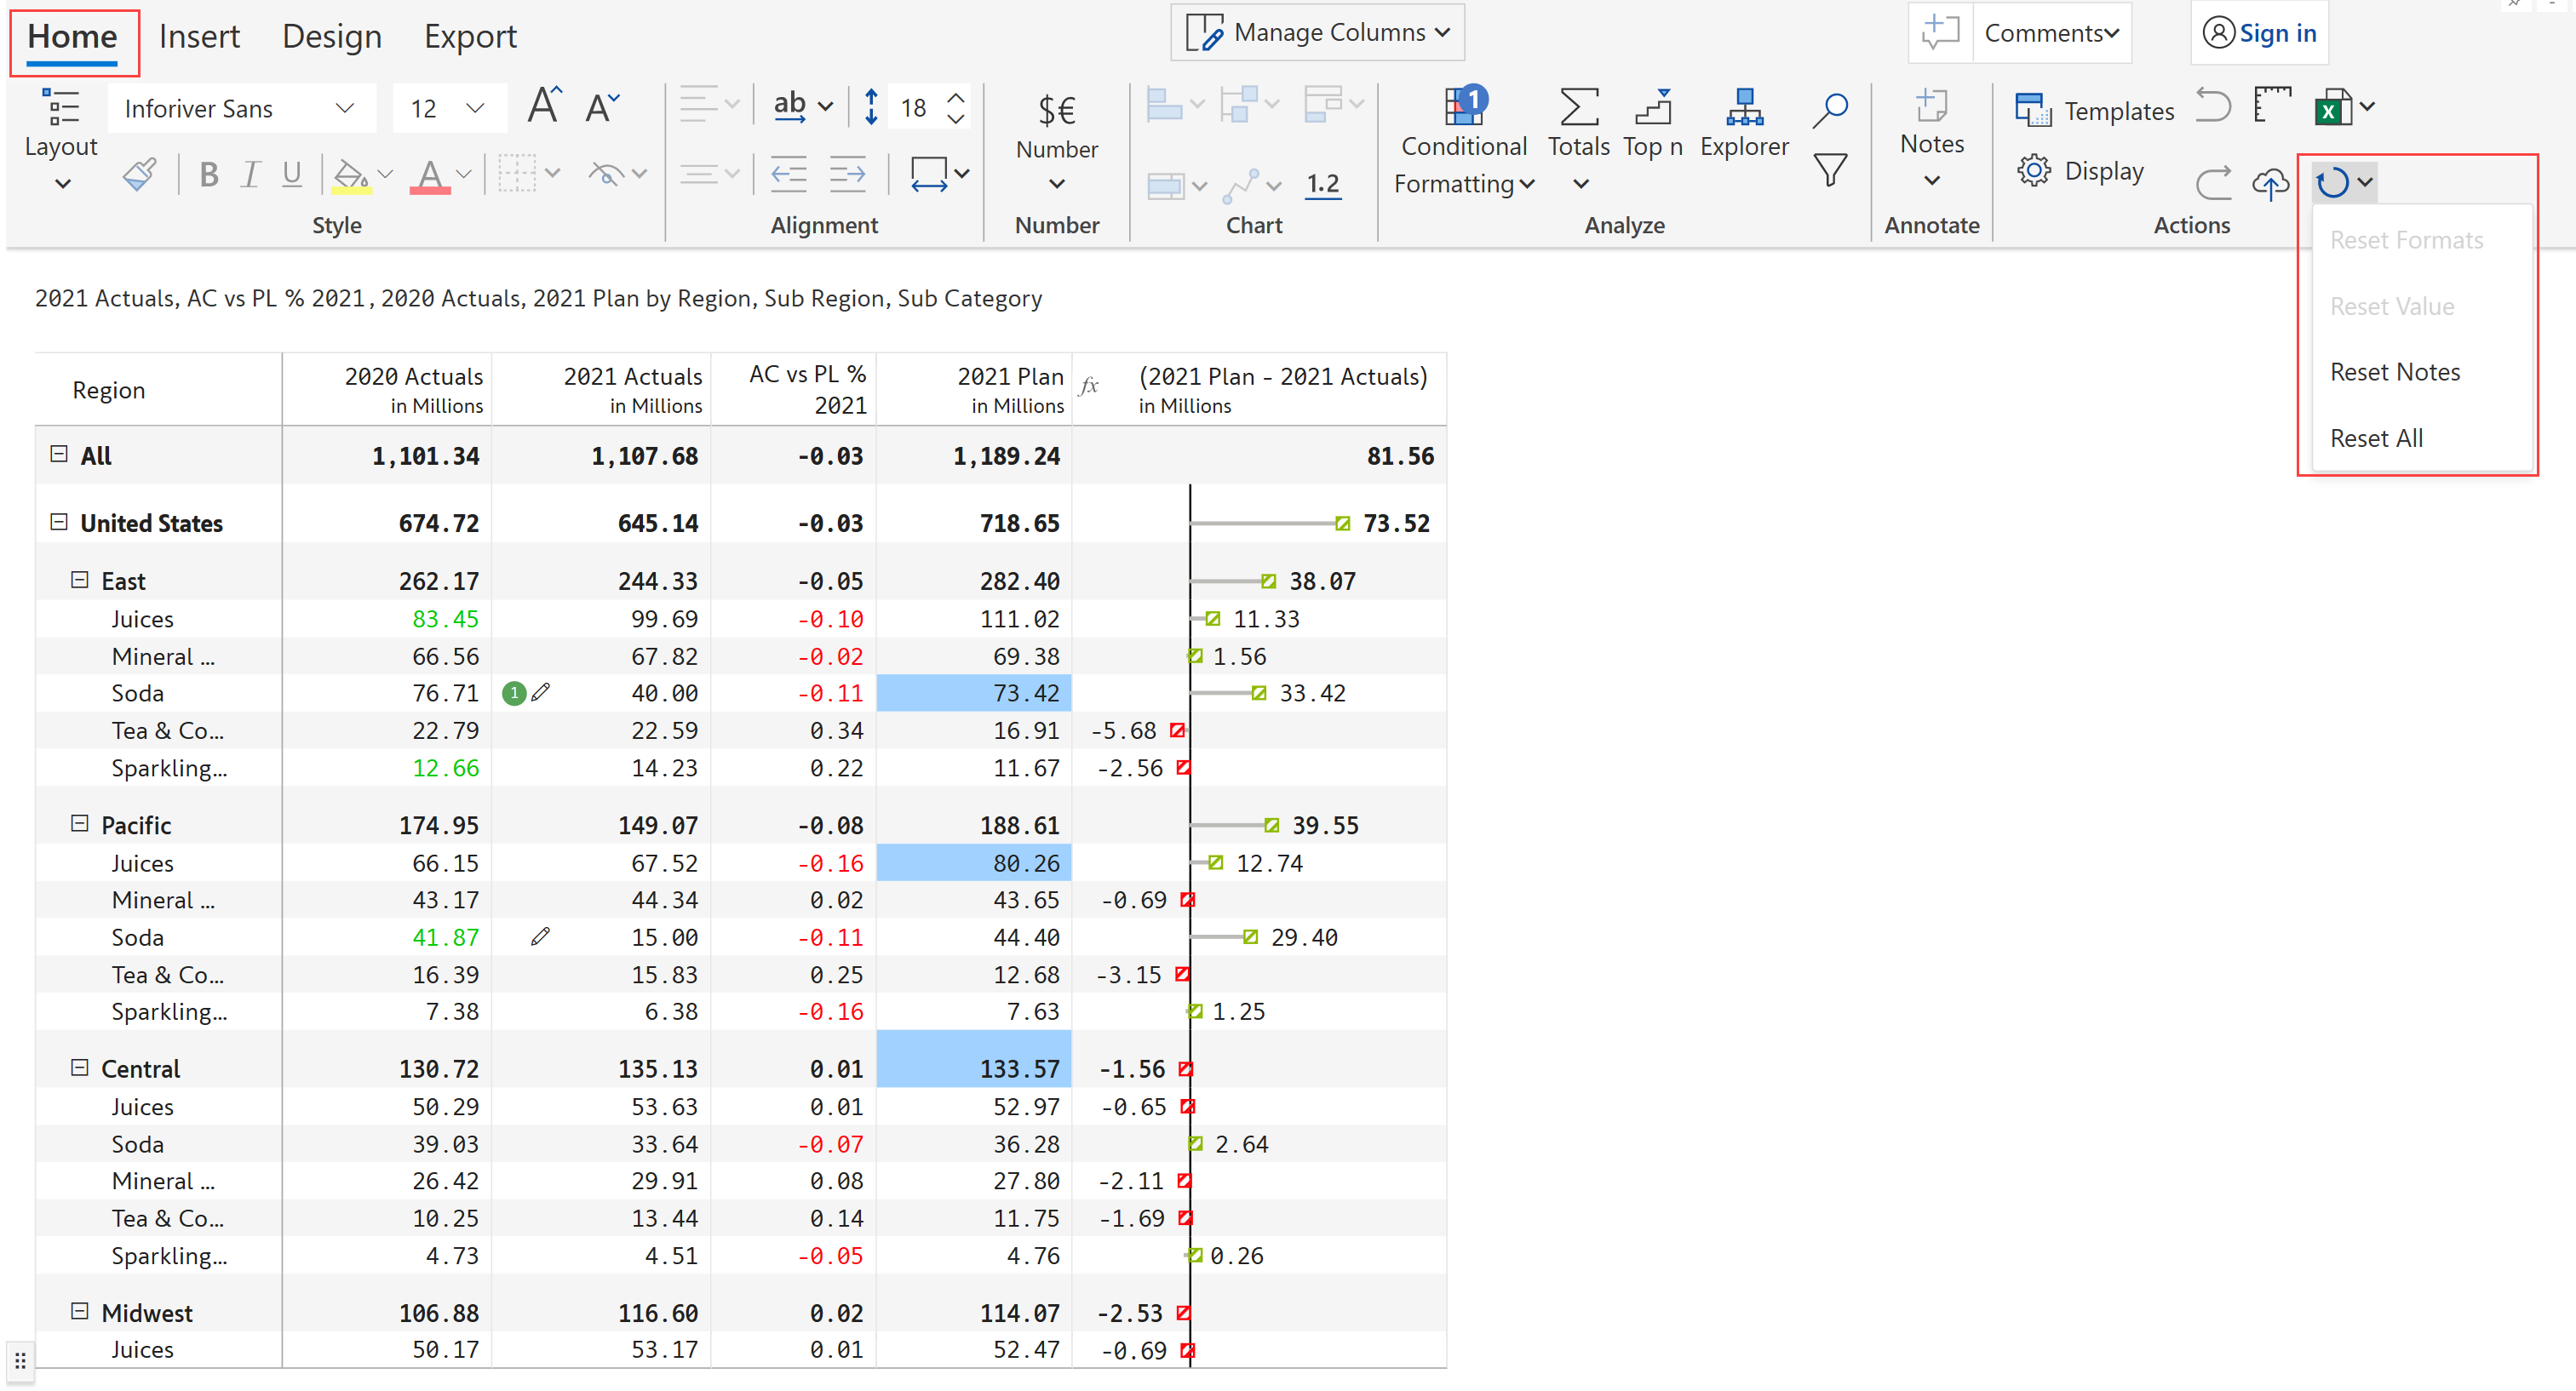 Home Insert Design Export Manage Columns Comments Sign in
Inforiver Sans 12 A A ab 18 $€ 1 Templates
Layout Number Conditional Formatting Totals Top n Explorer Notes Display
B I U A 1.2
Style Alignment Number Chart Analyze Annotate Actions
Reset Formats
Reset Value
Reset Notes
Reset All
2021 Actuals, AC vs PL % 2021, 2020 Actuals, 2021 Plan by Region, Sub Region, Sub Category
Region 2020 Actuals in Millions 2021 Actuals in Millions AC vs PL % 2021 2021 Plan in Millions fx (2021 Plan - 2021 Actuals) in Millions
All 1,101.34 1,107.68 -0.03 1,189.24 81.56
United States 674.72 645.14 -0.03 718.65 73.52
East 262.17 244.33 -0.05 282.40 38.07
Juices 83.45 99.69 -0.10 111.02 11.33
Mineral ... 66.56 67.82 -0.02 69.38 1.56
Soda 76.71 1 40.00 -0.11 73.42 33.42
Tea & Co... 22.79 22.59 0.34 16.91 -5.68
Sparkling... 12.66 14.23 0.22 11.67 -2.56
Pacific 174.95 149.07 -0.08 188.61 39.55
Juices 66.15 67.52 -0.16 80.26 12.74
Mineral ... 43.17 44.34 0.02 43.65 -0.69
Soda 41.87 15.00 -0.11 44.40 29.40
Tea & Co... 16.39 15.83 0.25 12.68 -3.15
Sparkling... 7.38 6.38 -0.16 7.63 1.25
Central 130.72 135.13 0.01 133.57 -1.56
Juices 50.29 53.63 0.01 52.97 -0.65
Soda 39.03 33.64 -0.07 36.28 2.64
Mineral ... 26.42 29.91 0.08 27.80 -2.11
Tea & Co... 10.25 13.44 0.14 11.75 -1.69
Sparkling... 4.73 4.51 -0.05 4.76 0.26
Midwest 106.88 116.60 0.02 114.07 -2.53
Juices 50.17 53.17 0.01 52.47 -0.69